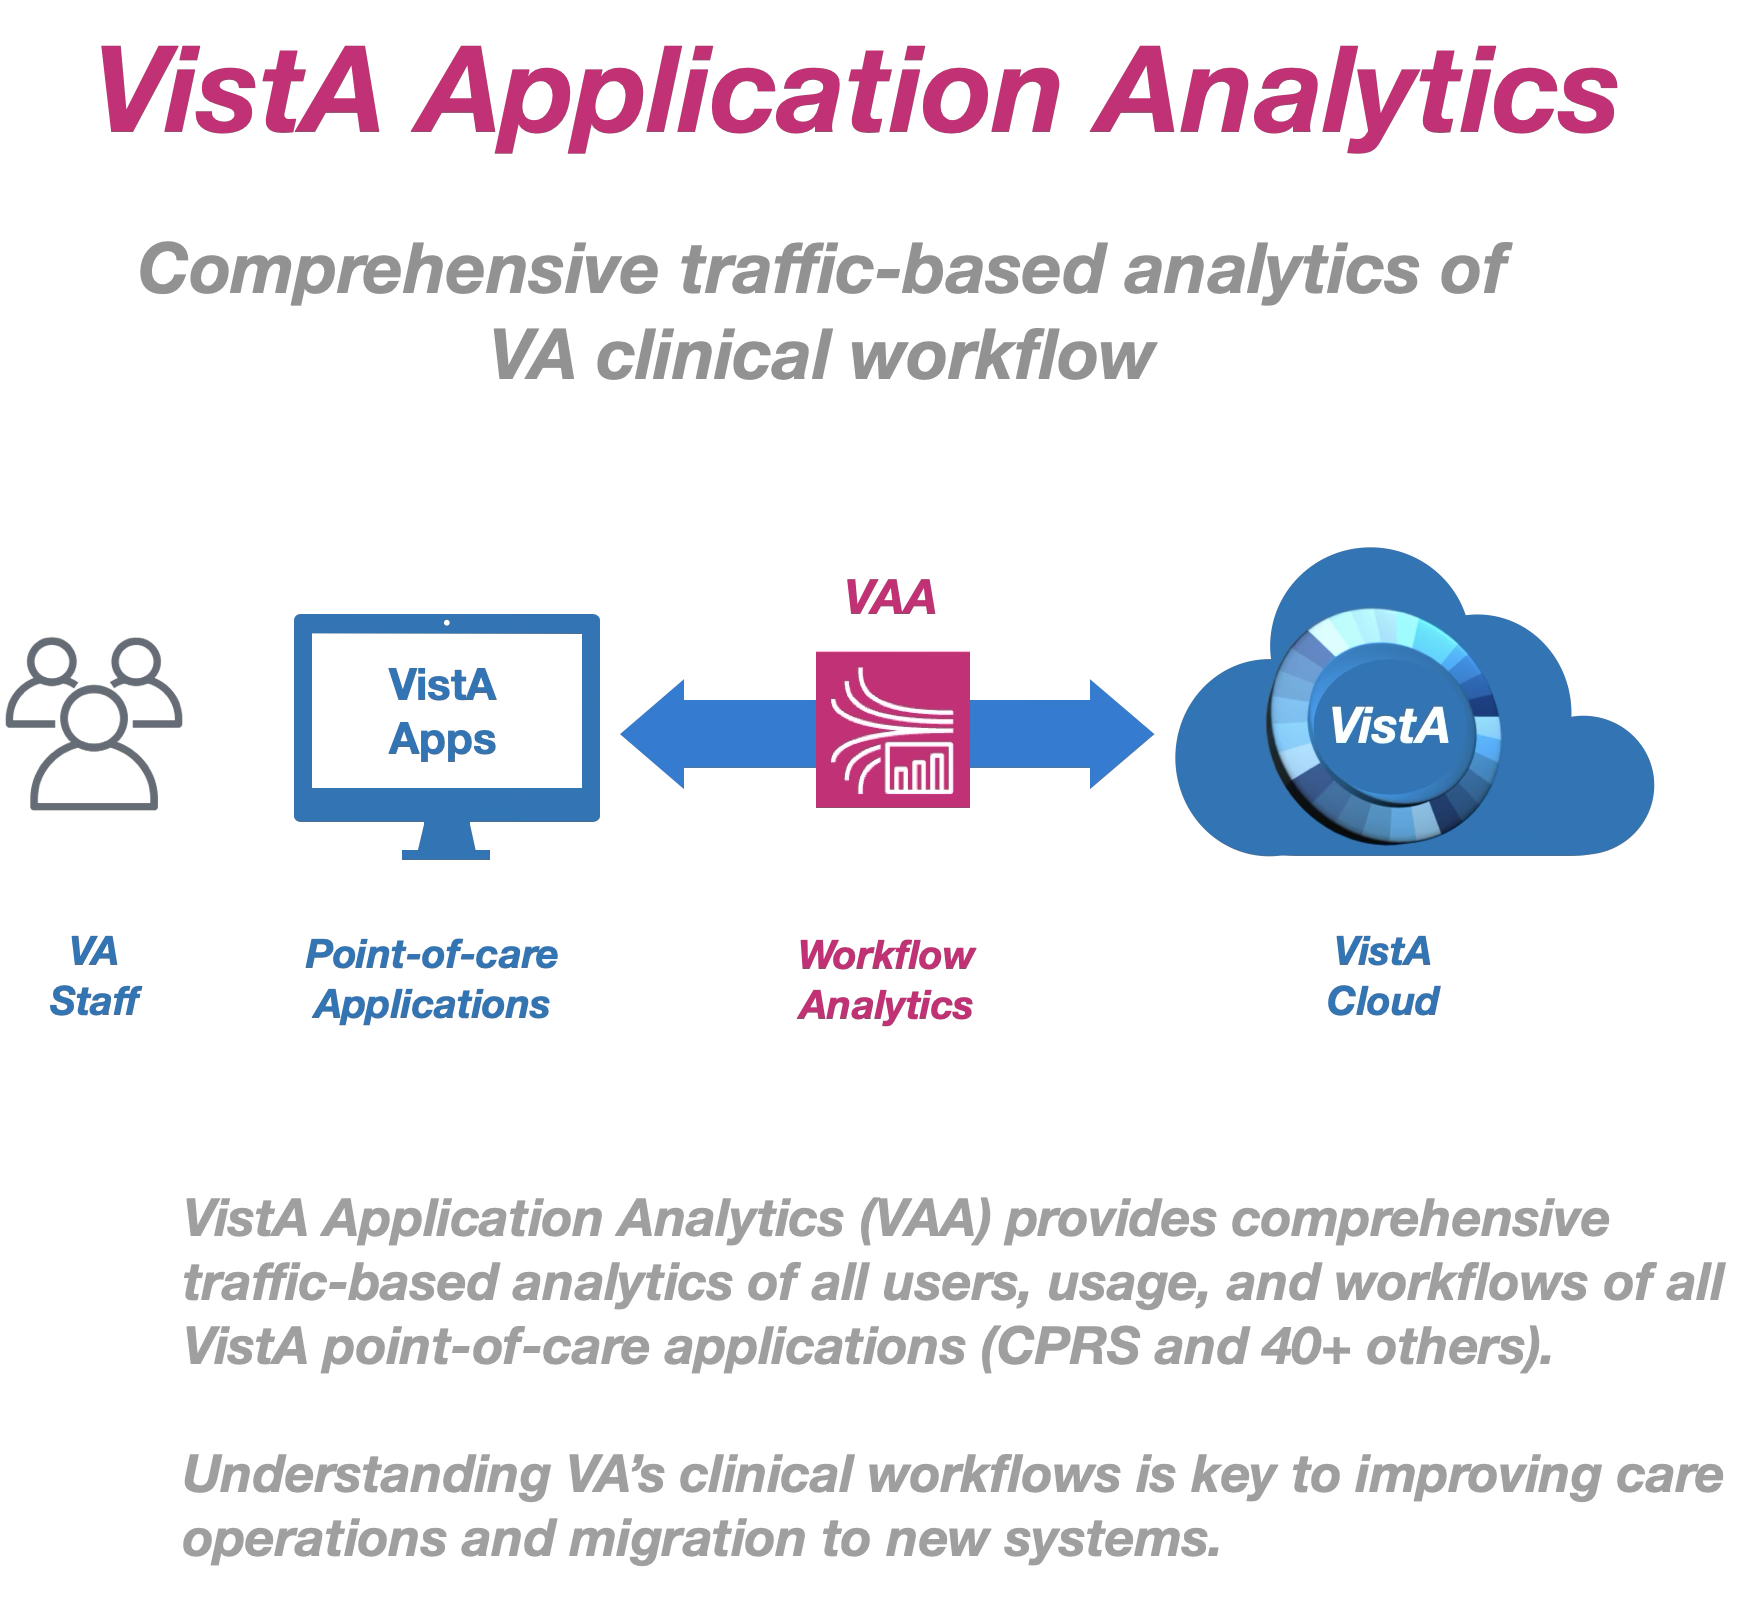 VistA Application Analytics
Comprehensive traffic-based analytics of
VA clinical workflow
VAA
VistA
Apps
VistA
VA
Staff
Point-of-care
Applications
Workflow
Analytics
VistA
Cloud
VistA Application Analytics (VAA) provides comprehensive
traffic-based analytics of all users, usage, and workflows of all
VistA point-of-care applications (CPRS and 40+ others).
Understanding VA’s clinical workflows is key to improving care
operations and migration to new systems.